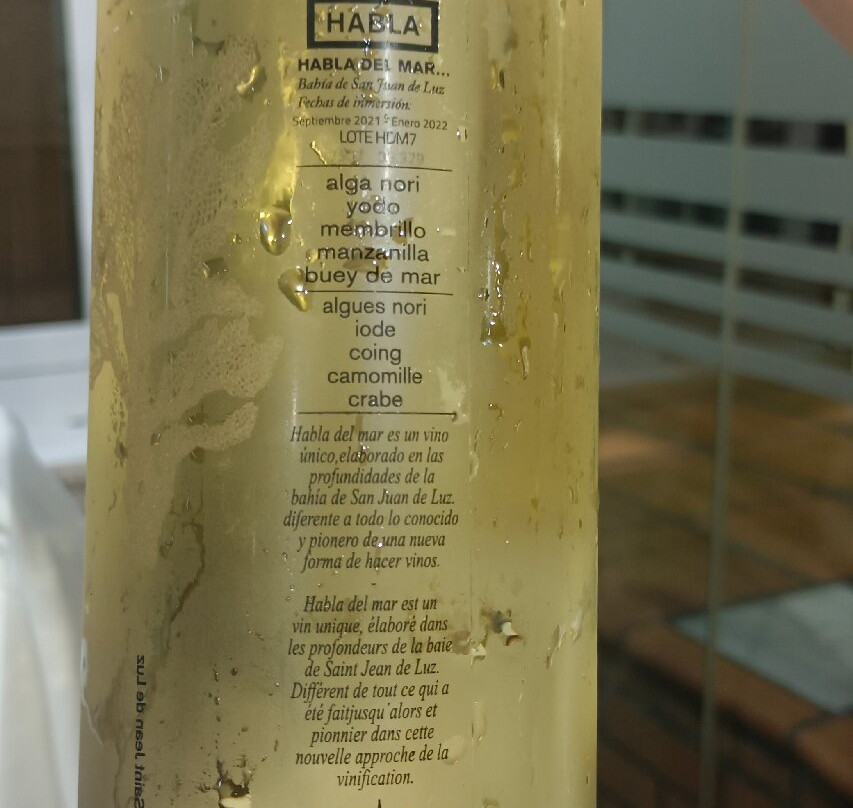 HABLA
HABLA DEL MAR...
Bahía de San Juan de Luz
Fechas de inmersión:
Septiembre 2021 & Enero 2022
LOTE HDM7
alga nori
yodo
membrillo
manzanilla
buey de mar
algues nori
iode
coing
camomille
crabe
Habla del mar es un vino
único,elaborado en las
profundidades de la
bahía de San Juan de Luz.
diferente a todo lo conocido
y pionero de una nueva
forma de hacer vinos.
Habla del mar est un
vin unique, élaboré dans
les profondeurs de la baie
de Saint Jean de Luz.
Différent de tout ce qui a
été faitjusqu'alors et
pionnier dans cette
nouvelle approche de la
vinification.
Saint Jean de Luz